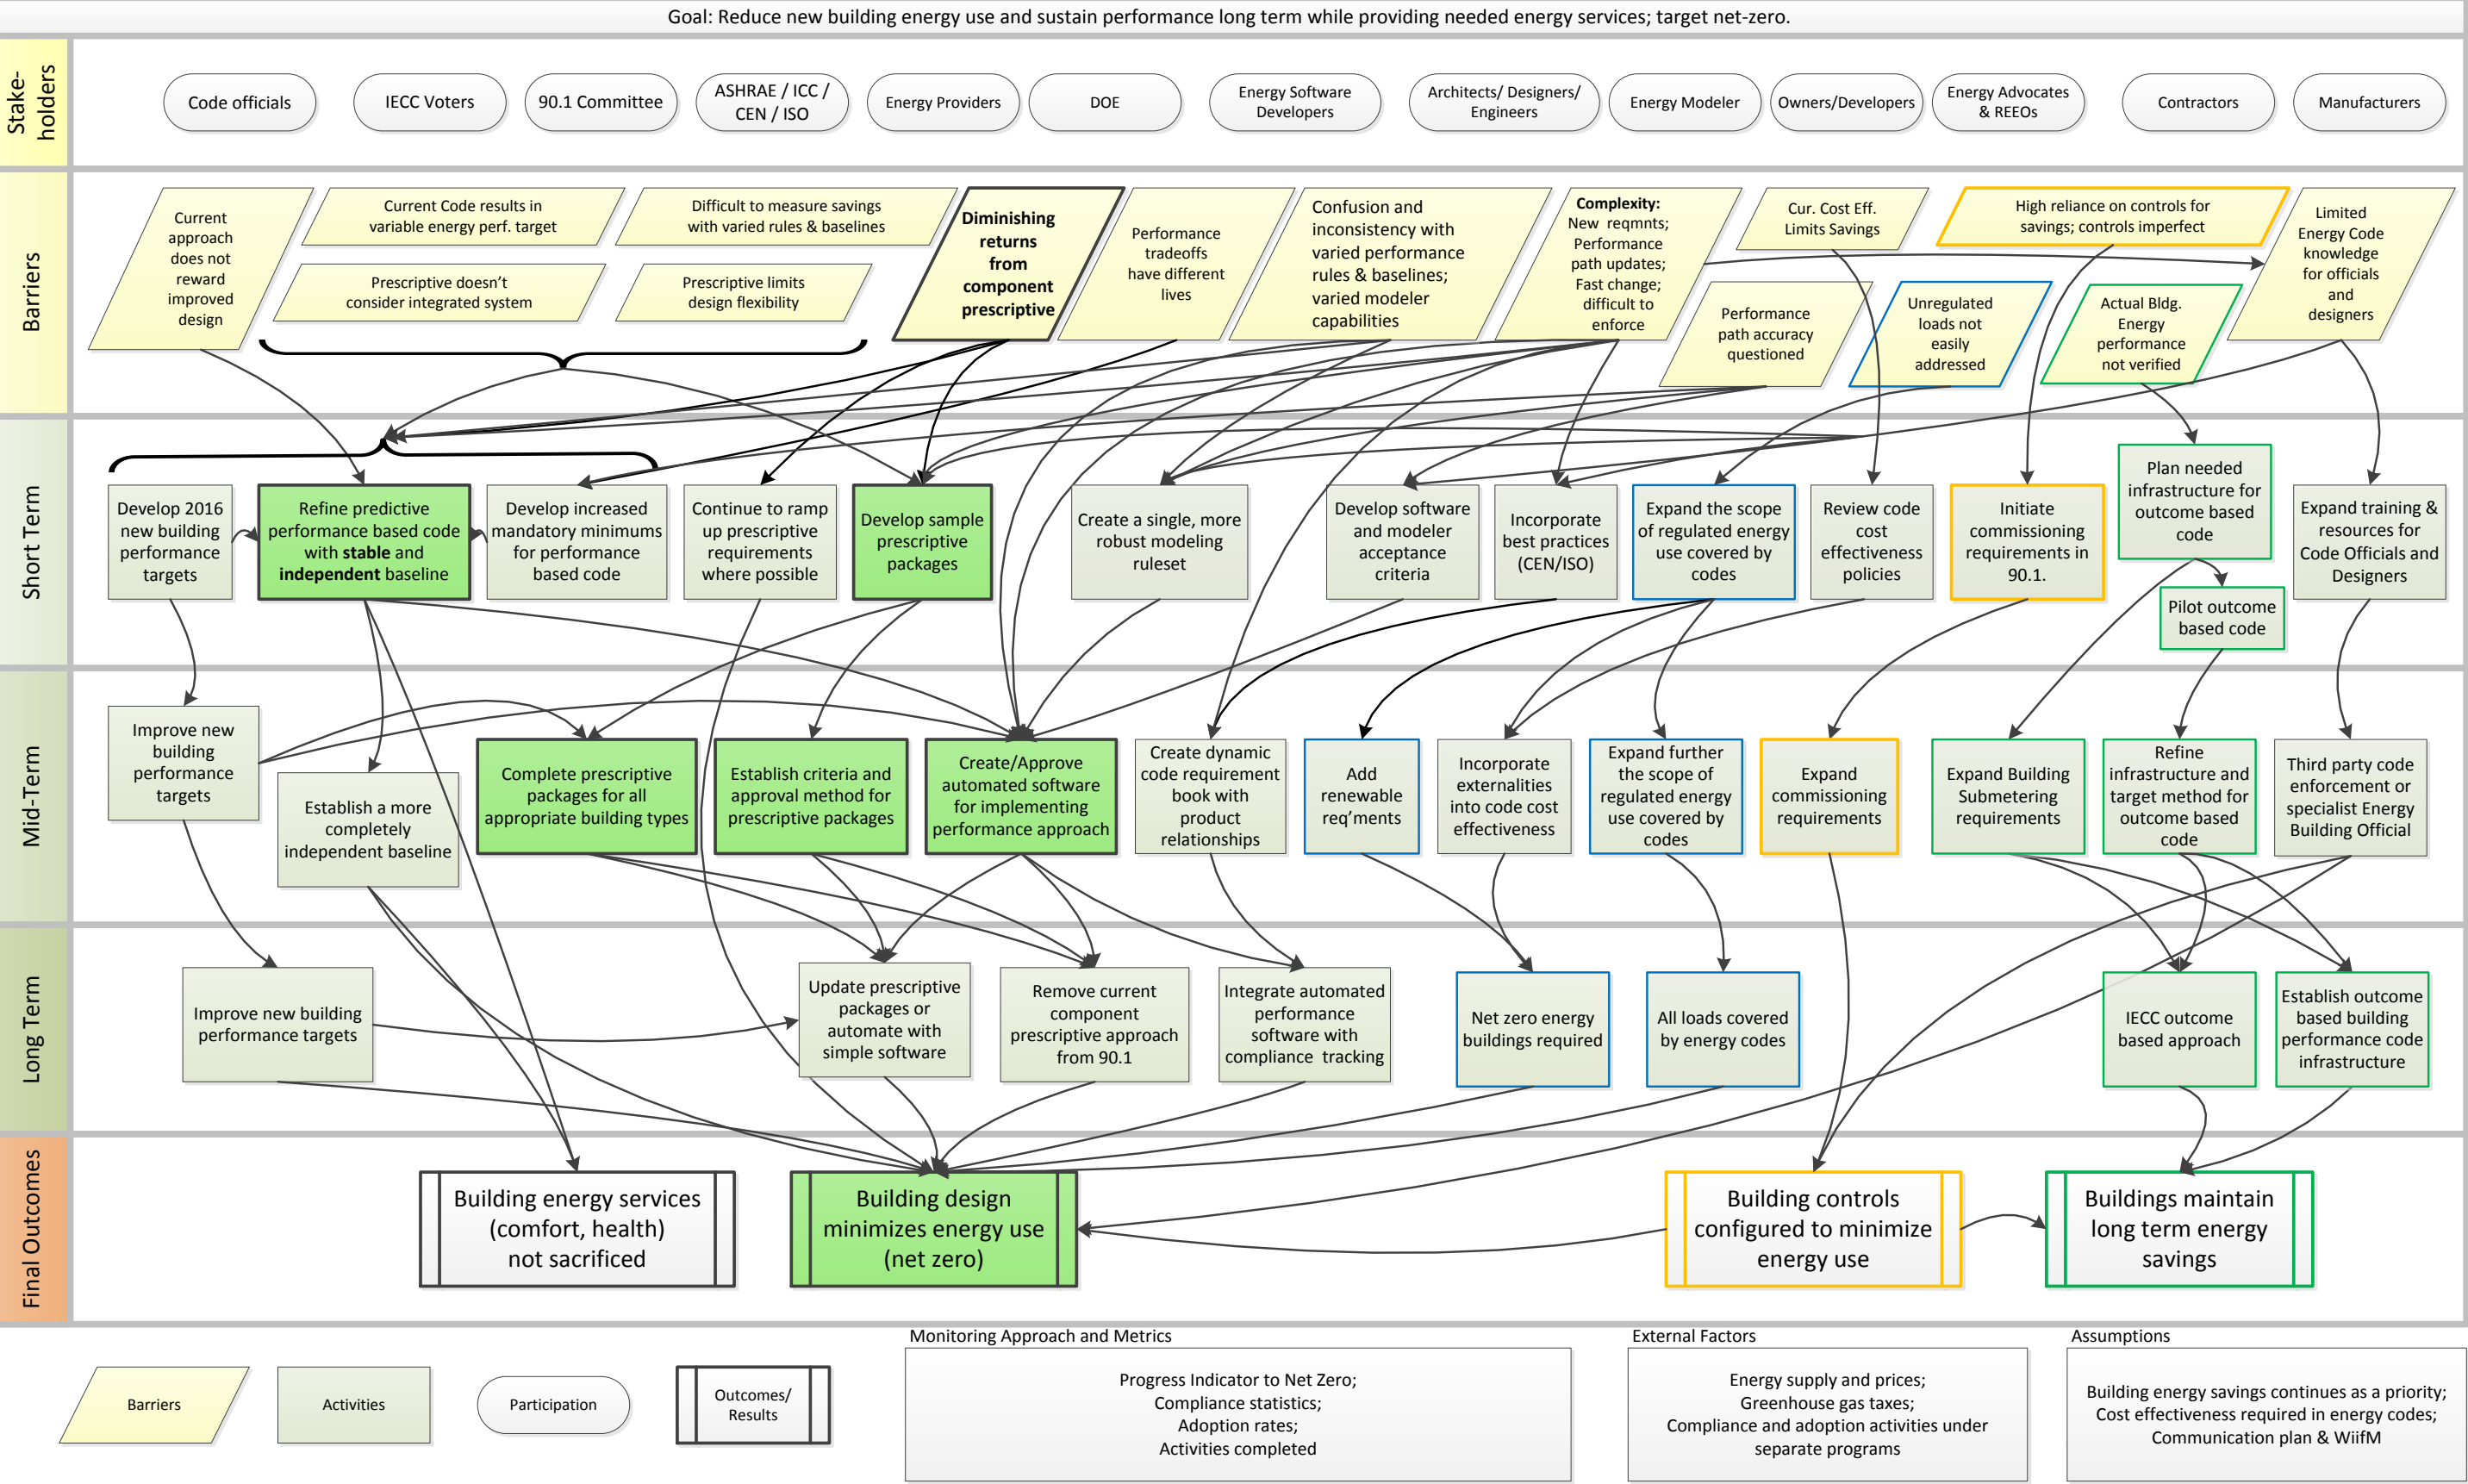 Goal: Reduce new building energy use and sustain performance long term while providing needed energy services; target net-zero.
Stake-
holders
Code officials
IECC Voters
90.1 Committee
ASHRAE / ICC /
CEN / ISO
Energy Providers
DOE
Energy Software
Developers
Architects/ Designers/
Engineers
Energy Modeler
Owners/Developers
Energy Advocates
& REEOs
Contractors
Manufacturers
Barriers
Current
approach
does not
reward
improved
design
Current Code results in
variable energy perf. target
Difficult to measure savings
with varied rules & baselines
Prescriptive doesn't
consider integrated system
Prescriptive limits
design flexibility
Diminishing
returns
from
component
prescriptive
Performance
tradeoffs
have different
lives
Confusion and
inconsistency with
varied performance
rules & baselines;
varied modeler
capabilities
Complexity:
New reqmnts;
Performance
path updates;
Fast change;
difficult to
enforce
Cur. Cost Eff.
Limits Savings
High reliance on controls for
savings; controls imperfect
Performance
path accuracy
questioned
Unregulated
loads not
easily
addressed
Actual Bldg.
Energy
performance
not verified
Limited
Energy Code
knowledge
for officials
and
designers
Short Term
Develop 2016
new building
performance
targets
Refine predictive
performance based code
with stable and
independent baseline
Develop increased
mandatory minimums
for performance
based code
Continue to ramp
up prescriptive
requirements
where possible
Develop sample
prescriptive
packages
Create a single, more
robust modeling
ruleset
Develop software
and modeler
acceptance
criteria
Incorporate
best practices
(CEN/ISO)
Expand the scope
of regulated energy
use covered by
codes
Review code
cost
effectiveness
policies
Initiate
commissioning
requirements in
90.1.
Plan needed
infrastructure for
outcome based
code
Pilot outcome
based code
Expand training &
resources for
Code Officials and
Designers
Mid-Term
Improve new
building
performance
targets
Establish a more
completely
independent baseline
Complete prescriptive
packages for all
appropriate building types
Establish criteria and
approval method for
prescriptive packages
Create/Approve
automated software
for implementing
performance approach
Create dynamic
code requirement
book with
product
relationships
Add
renewable
req'ments
Incorporate
externalities
into code cost
effectiveness
Expand further
the scope of
regulated energy
use covered by
codes
Expand
commissioning
requirements
Expand Building
Submetering
requirements
Refine
infrastructure and
target method for
outcome based
code
Third party code
enforcement or
specialist Energy
Building Official
Long Term
Improve new building
performance targets
Update prescriptive
packages or
automate with
simple software
Remove current
component
prescriptive approach
from 90.1
Integrate automated
performance
software with
compliance tracking
Net zero energy
buildings required
All loads covered
by energy codes
IECC outcome
based approach
Establish outcome
based building
performance code
infrastructure
Final Outcomes
Building energy services
(comfort, health)
not sacrificed
Building design
minimizes energy use
(net zero)
Building controls
configured to minimize
energy use
Buildings maintain
long term energy
savings
Barriers
Activities
Participation
Outcomes/
Results
Monitoring Approach and Metrics
Progress Indicator to Net Zero;
Compliance statistics;
Adoption rates;
Activities completed
External Factors
Energy supply and prices;
Greenhouse gas taxes;
Compliance and adoption activities under
separate programs
Assumptions
Building energy savings continues as a priority;
Cost effectiveness required in energy codes;
Communication plan & WiifM